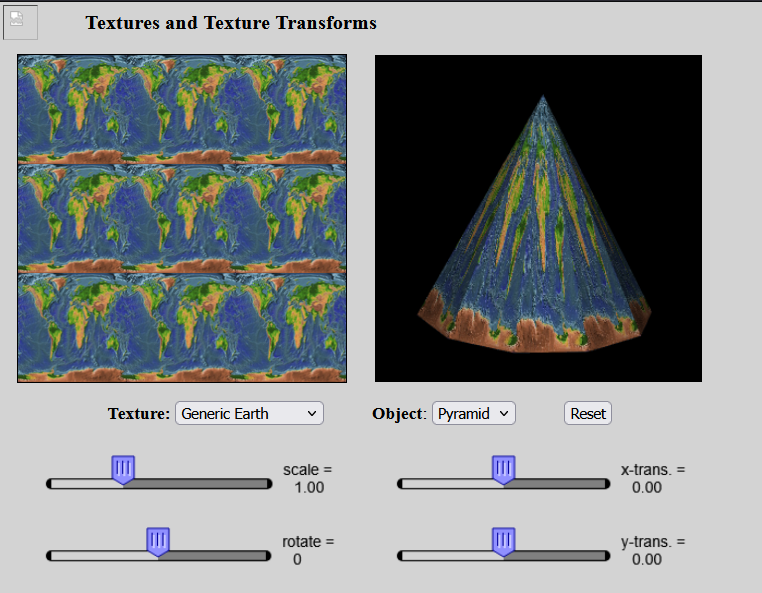 Textures and Texture Transforms
Texture: Generic Earth
Object: Pyramid
Reset
scale =
1.00
x-trans. =
0.00
rotate =
0
y-trans. =
0.00